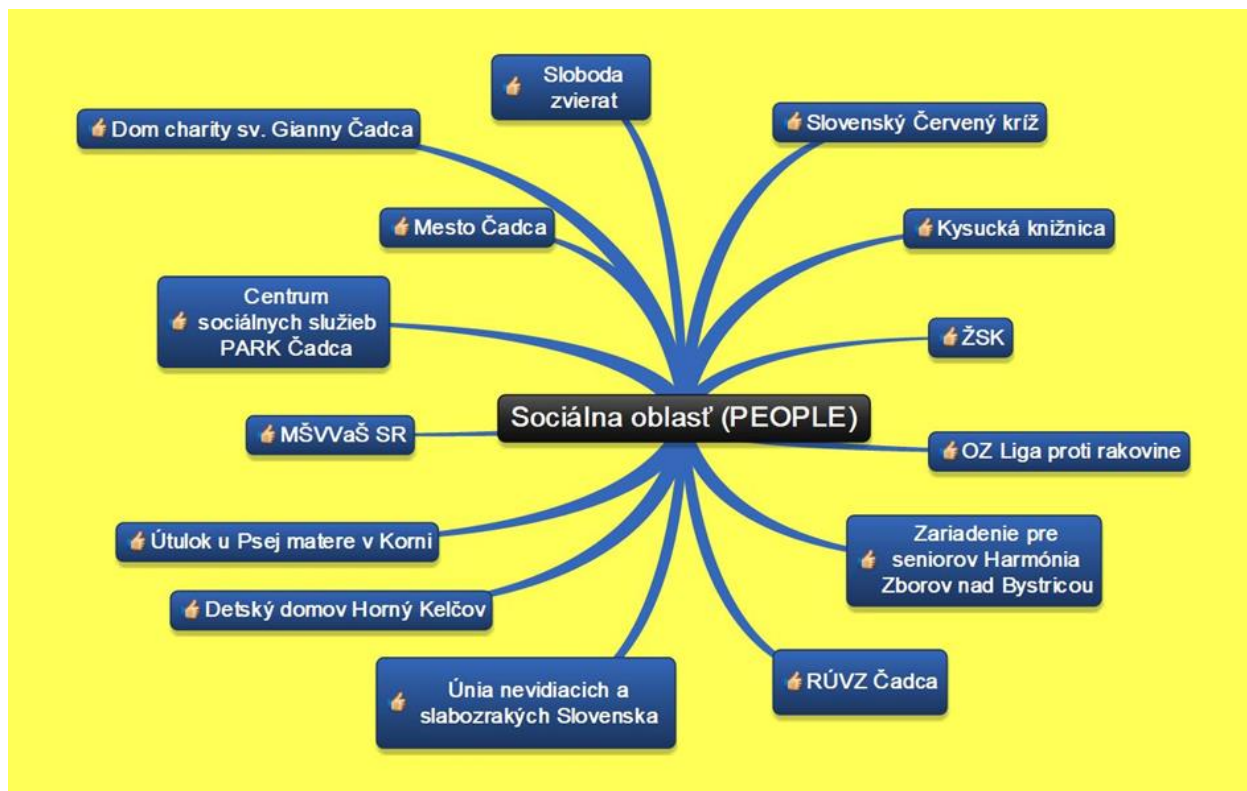 Sloboda
zvierat
Dom charity sv. Gianny Čadca
Slovenský Červený kríž
Mesto Čadca
Kysucká knižnica
Centrum
sociálnych služieb
PARK Čadca
ŽSK
Sociálna oblasť (PEOPLE)
MŠVVaŠ SR
OZ Liga proti rakovine
Útulok u Psej matere v Korni
Zariadenie pre
seniorov Harmónia
Zborov nad Bystricou
Detský domov Horný Kelčov
Únia nevidiacich a
slabozrakých Slovenska
RÚVZ Čadca